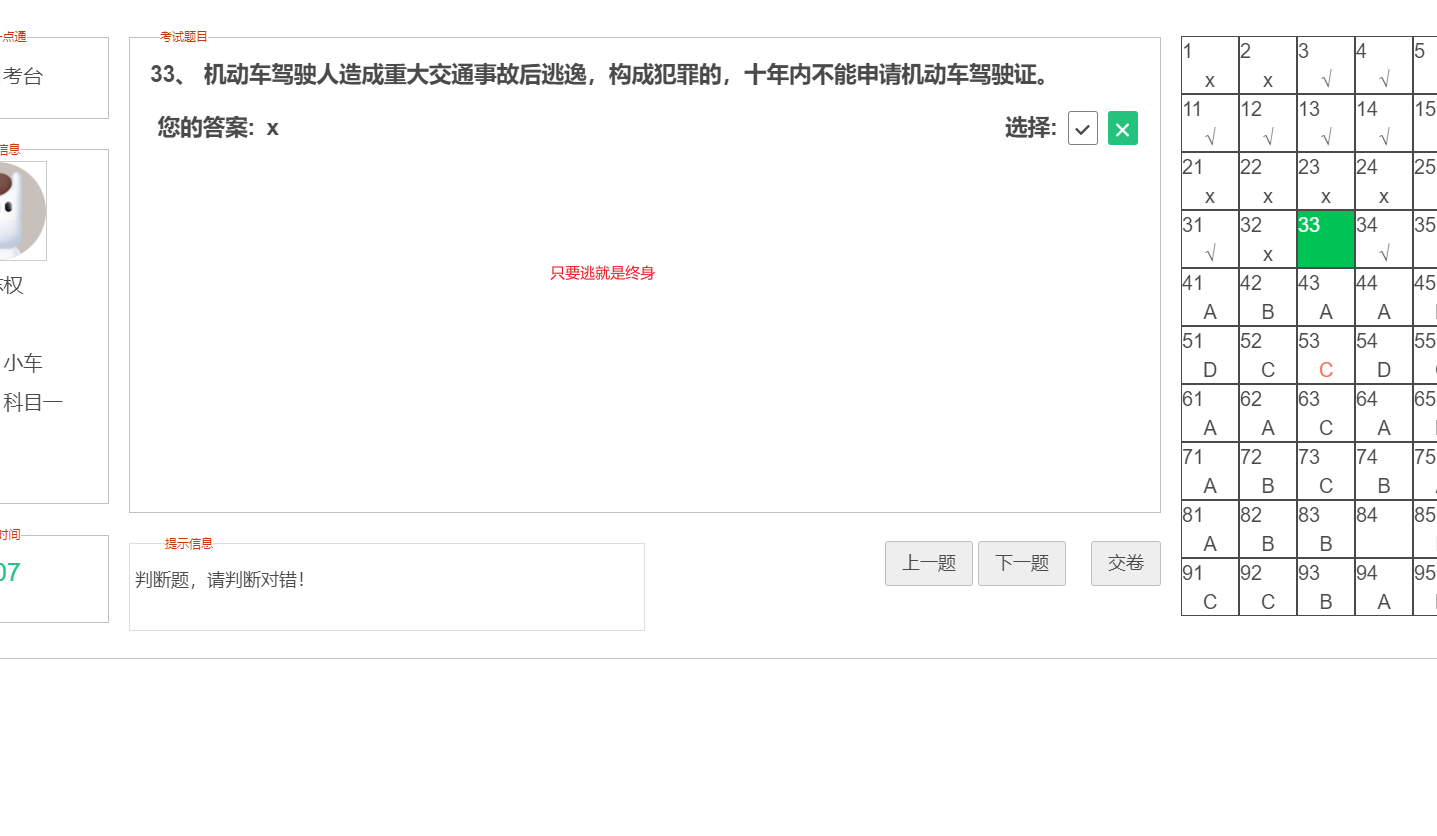 点通
考台
信息
权
小车
科目一
时间
07
考试题目
33、 机动车驾驶人造成重大交通事故后逃逸，构成犯罪的，十年内不能申请机动车驾驶证。
您的答案: x
选择:
只要逃就是终身
提示信息
判断题，请判断对错！
上一题 下一题 交卷
1 2 3 4 5
x x √ √
11 12 13 14 15
√ √ √ √
21 22 23 24 25
x x x x
31 32 33 34 35
√ x √
41 42 43 44 45
A B A A
51 52 53 54 55
D C C D
61 62 63 64 65
A A C A
71 72 73 74 75
A B C B
81 82 83 84 85
A B B
91 92 93 94 95
C C B A